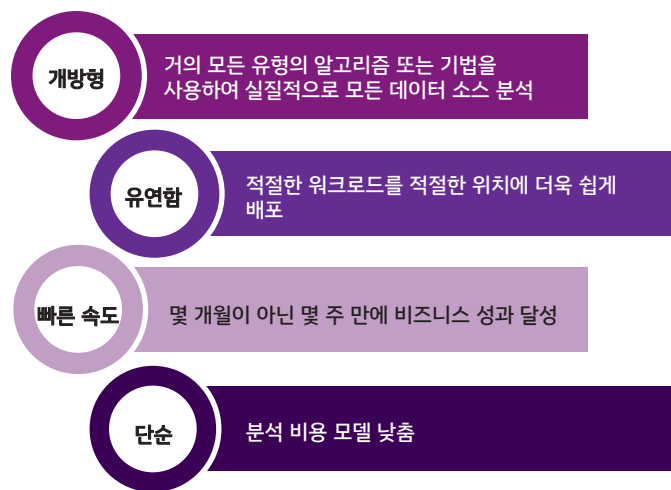 개방형
거의 모든 유형의 알고리즘 또는 기법을
사용하여 실질적으로 모든 데이터 소스 분석
유연함
적절한 워크로드를 적절한 위치에 더욱 쉽게
배포
빠른 속도
몇 개월이 아닌 몇 주 만에 비즈니스 성과 달성
단순
분석 비용 모델 낮춤